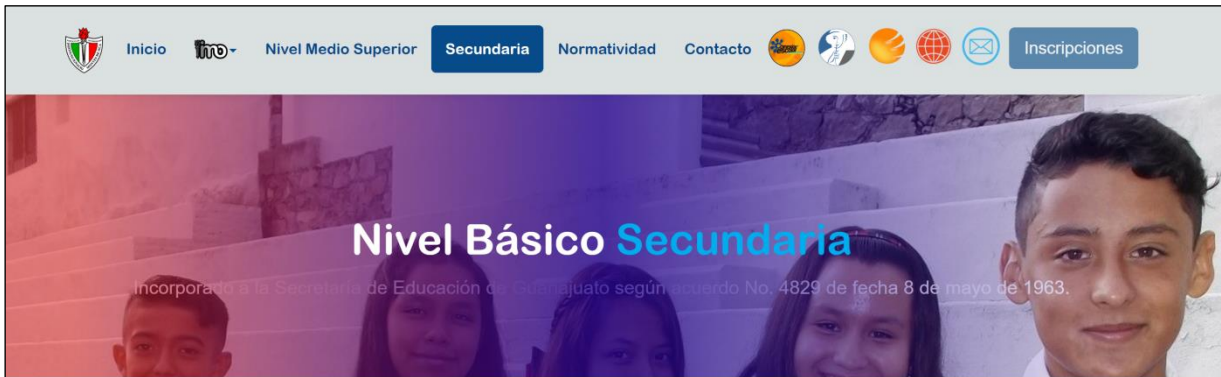 Inicio
imo
Nivel Medio Superior
Secundaria
Normatividad
Contacto
Inscripciones
Nivel Básico Secundaria
Incorporado a la Secretaría de Educación de Guanajuato según acuerdo No. 4829 de fecha 8 de mayo de 1963.